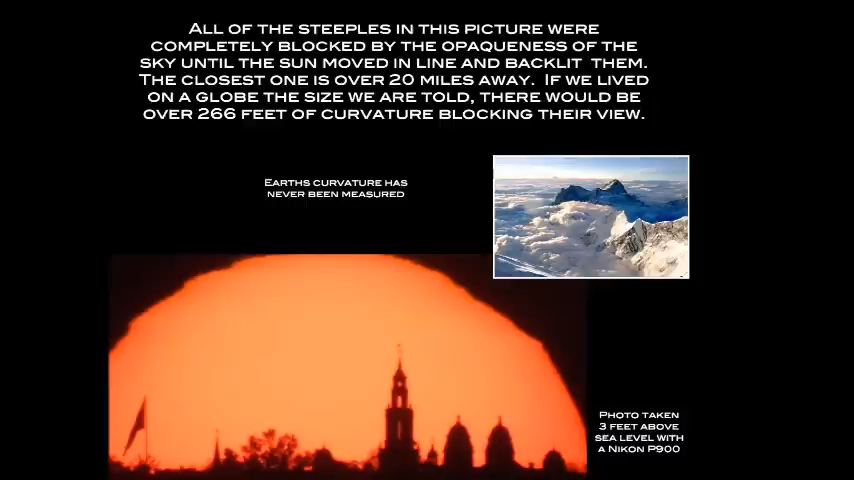 All of the steeples in this picture were
completely blocked by the opaqueness of the
sky until the sun moved in line and backlit them.
The closest one is over 20 miles away. If we lived
on a globe the size we are told, there would be
over 266 feet of curvature blocking their view.
Earths curvature has
never been measured
Photo taken
3 feet above
sea level with
a Nikon P900